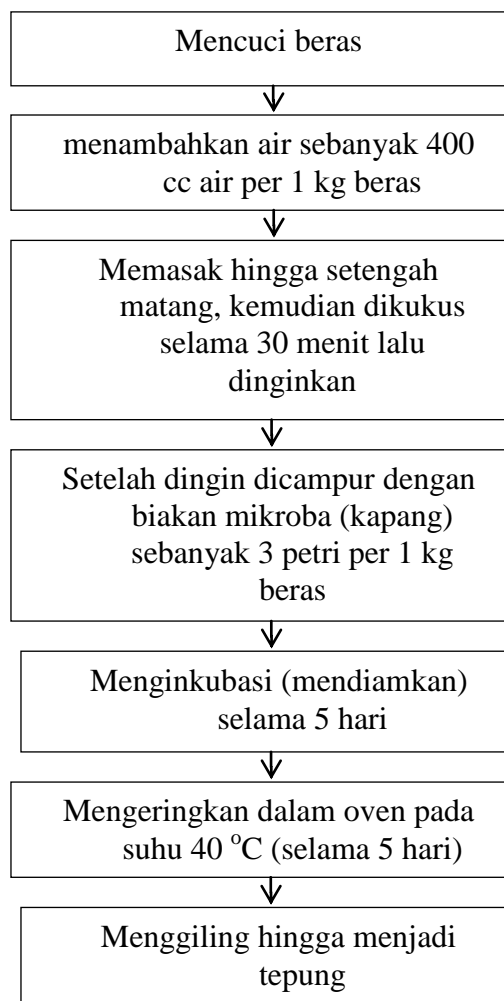 Mencuci beras
menambahkan air sebanyak 400
cc air per 1 kg beras
Memasak hingga setengah
matang, kemudian dikukus
selama 30 menit lalu
dinginkan
Setelah dingin dicampur dengan
biakan mikroba (kapang)
sebanyak 3 petri per 1 kg
beras
Menginkubasi (mendiamkan)
selama 5 hari
Mengeringkan dalam oven pada
suhu 40 °C (selama 5 hari)
Menggiling hingga menjadi
tepung